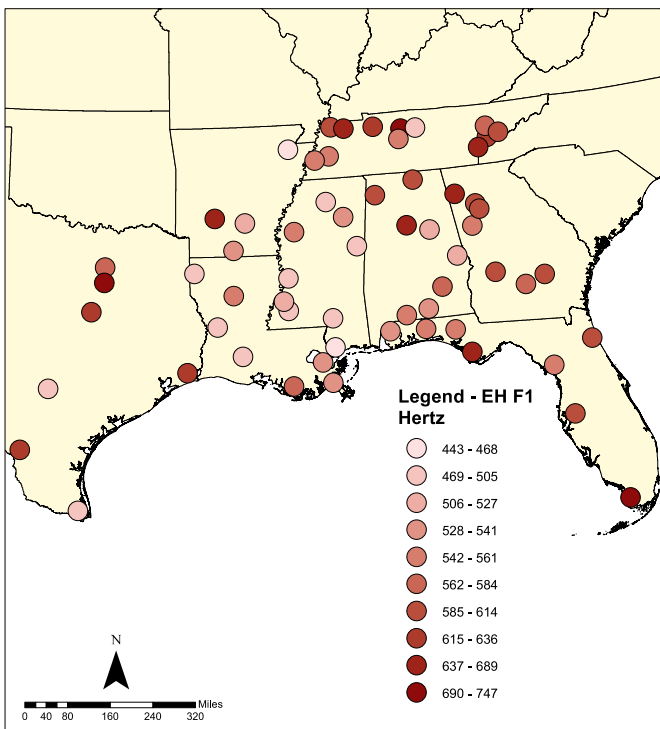 Legend - EH F1
Hertz
443 - 468
469 - 505
506 - 527
528 - 541
542 - 561
562 - 584
585 - 614
615 - 636
637 - 689
690 - 747
N
Miles
0 20 40 80 160 240 320